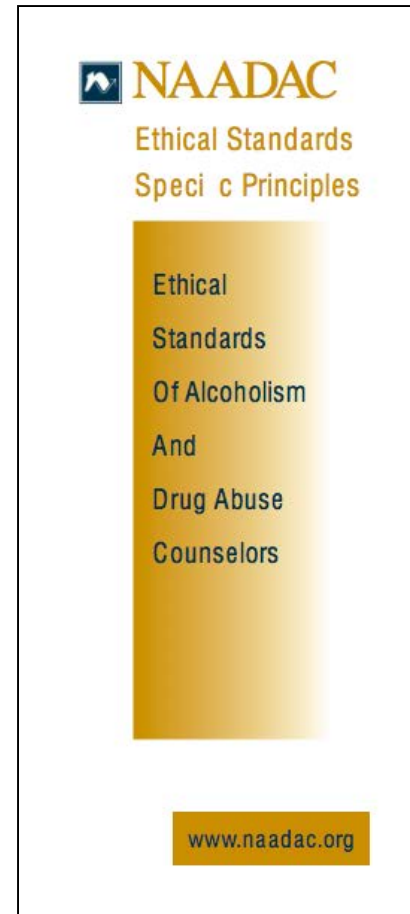 NAADAC
Ethical Standards
Speci c Principles
Ethical
Standards
Of Alcoholism
And
Drug Abuse
Counselors
www.naadac.org